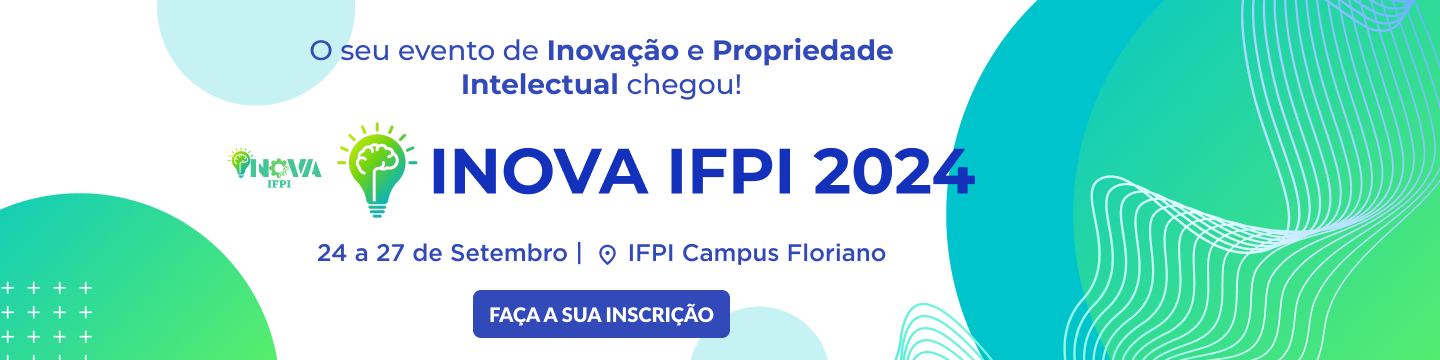 O seu evento de Inovação e Propriedade
Intelectual chegou!
INOVA
IFPI
INOVA IFPI 2024
24 a 27 de Setembro | IFPI Campus Floriano
FAÇA A SUA INSCRIÇÃO